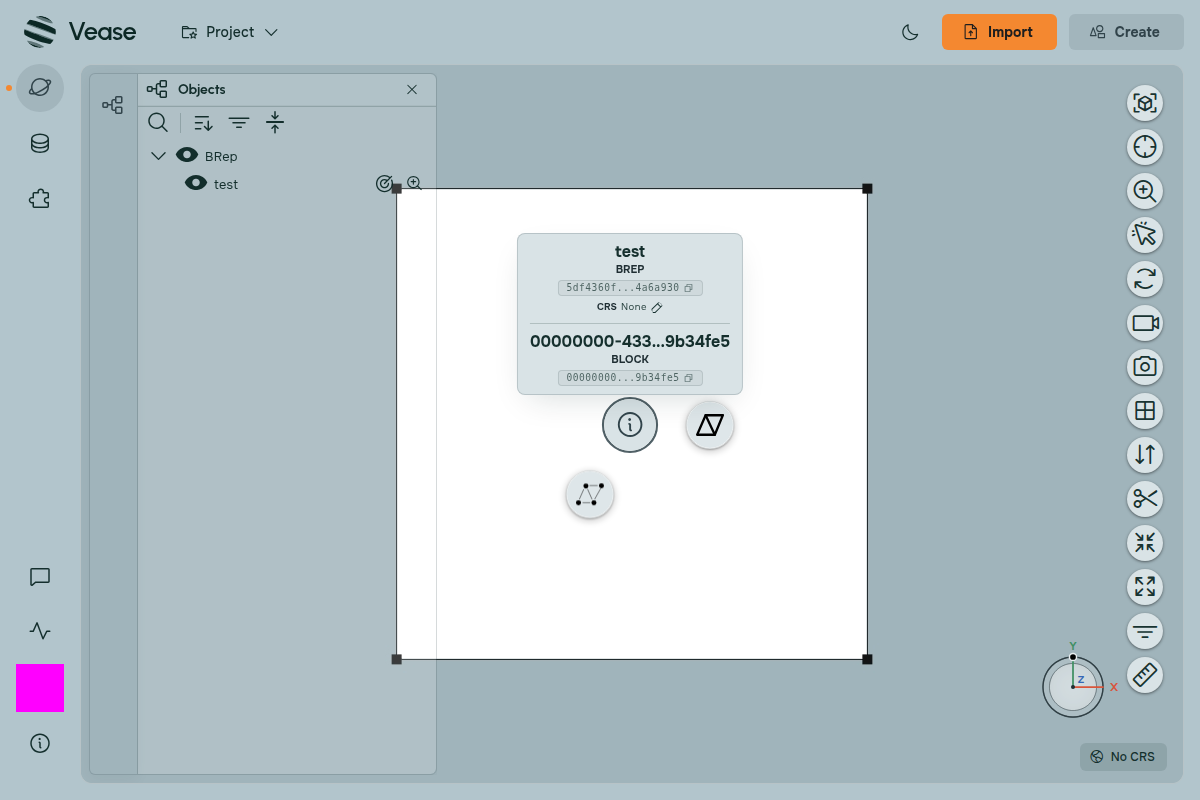 Vease
Project
Import
Create
Objects
BRep
test
test
BREP
5df4360f...4a6a930
CRS None
00000000-433...9b34fe5
BLOCK
00000000...9b34fe5
Y
Z
X
No CRS